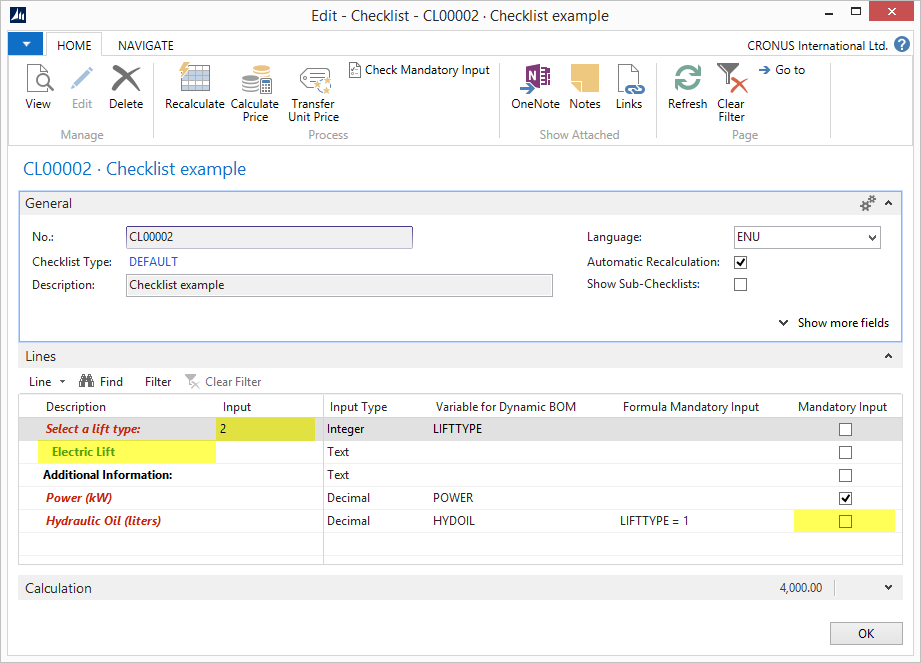 Edit - Checklist - CL00002 · Checklist example
HOME NAVIGATE CRONUS International Ltd. ?
View Edit Delete Recalculate Calculate Price Transfer Unit Price Check Mandatory Input OneNote Notes Links Refresh Clear Filter Go to
Manage Process Show Attached Page
CL00002 · Checklist example
General
No.: CL00002 Language: ENU
Checklist Type: DEFAULT Automatic Recalculation:
Description: Checklist example Show Sub-Checklists:
Show more fields
Lines
Line Find Filter Clear Filter
Description Input Input Type Variable for Dynamic BOM Formula Mandatory Input Mandatory Input
Select a lift type: 2 Integer LIFTTYPE
Electric Lift Text
Additional Information: Text
Power (kW) Decimal POWER
Hydraulic Oil (liters) Decimal HYDOIL LIFTTYPE = 1
Calculation 4,000.00
OK